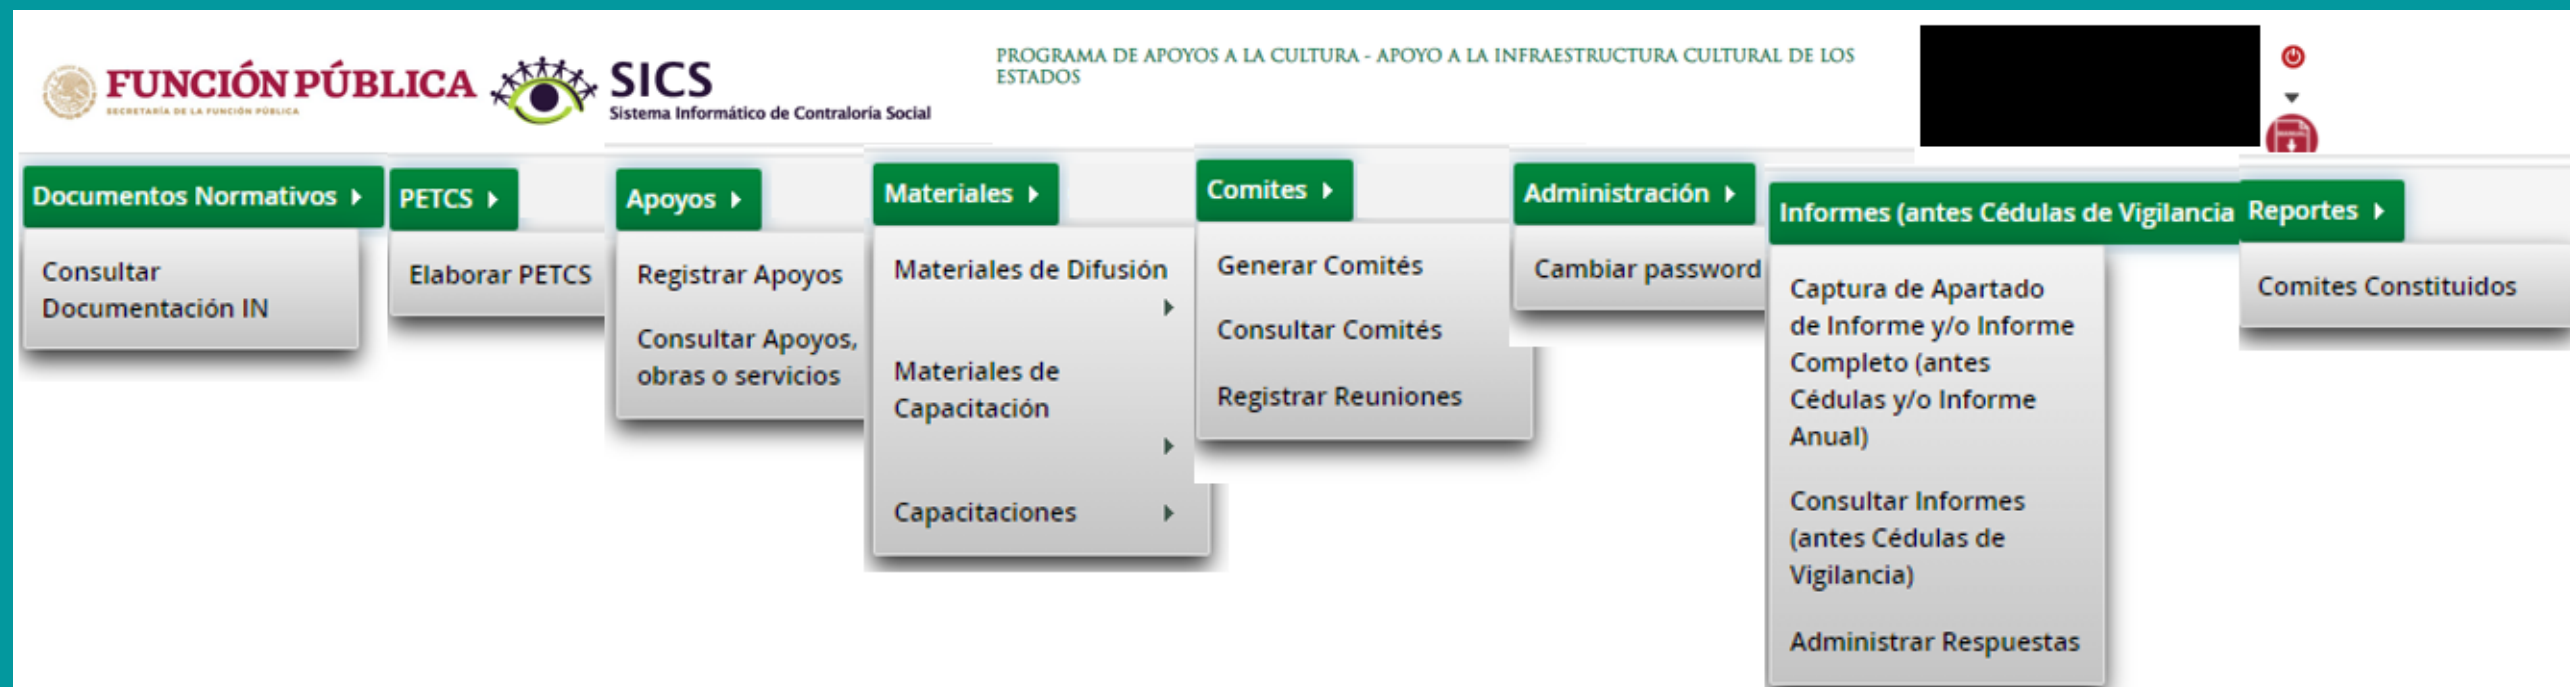 FUNCIÓN PÚBLICA
SECRETARÍA DE LA FUNCIÓN PÚBLICA
SICS
Sistema Informático de Contraloría Social
PROGRAMA DE APOYOS A LA CULTURA - APOYO A LA INFRAESTRUCTURA CULTURAL DE LOS
ESTADOS
MANUAL
Documentos Normativos
Consultar
Documentación IN
PETCS
Elaborar PETCS
Apoyos
Registrar Apoyos
Consultar Apoyos,
obras o servicios
Materiales
Materiales de Difusión
Materiales de
Capacitación
Capacitaciones
Comites
Generar Comités
Consultar Comités
Registrar Reuniones
Administración
Cambiar password
Informes (antes Cédulas de Vigilancia
Captura de Apartado
de Informe y/o Informe
Completo (antes
Cédulas y/o Informe
Anual)
Consultar Informes
(antes Cédulas de
Vigilancia)
Administrar Respuestas
Reportes
Comites Constituidos